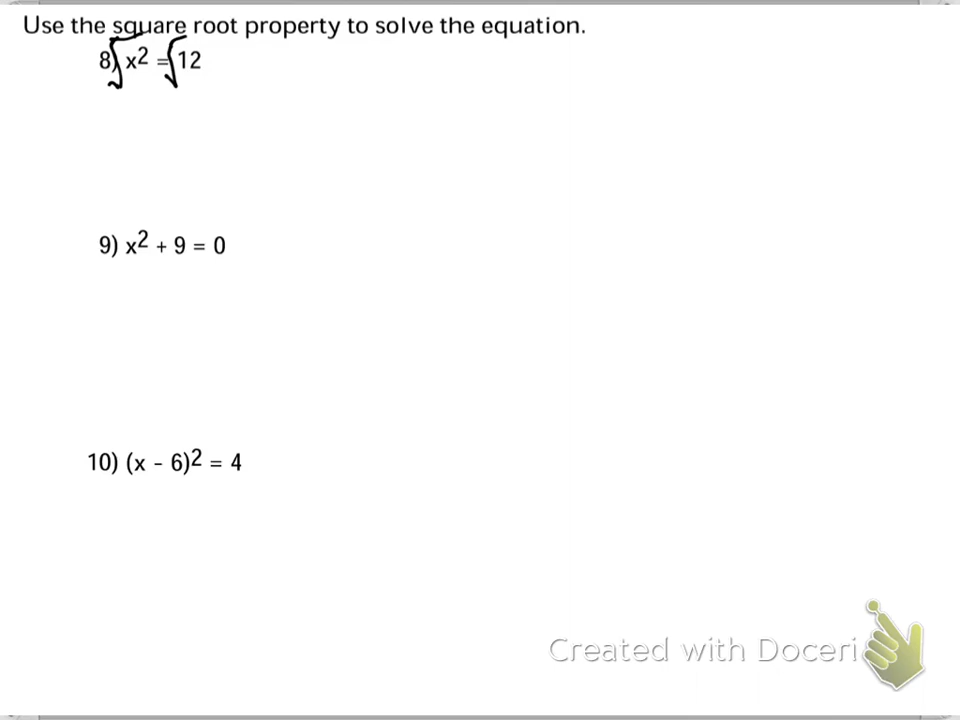 Use the square root property to solve the equation.
8) √x² = √12
9) x² + 9 = 0
10) (x - 6)² = 4
Created with Doceri